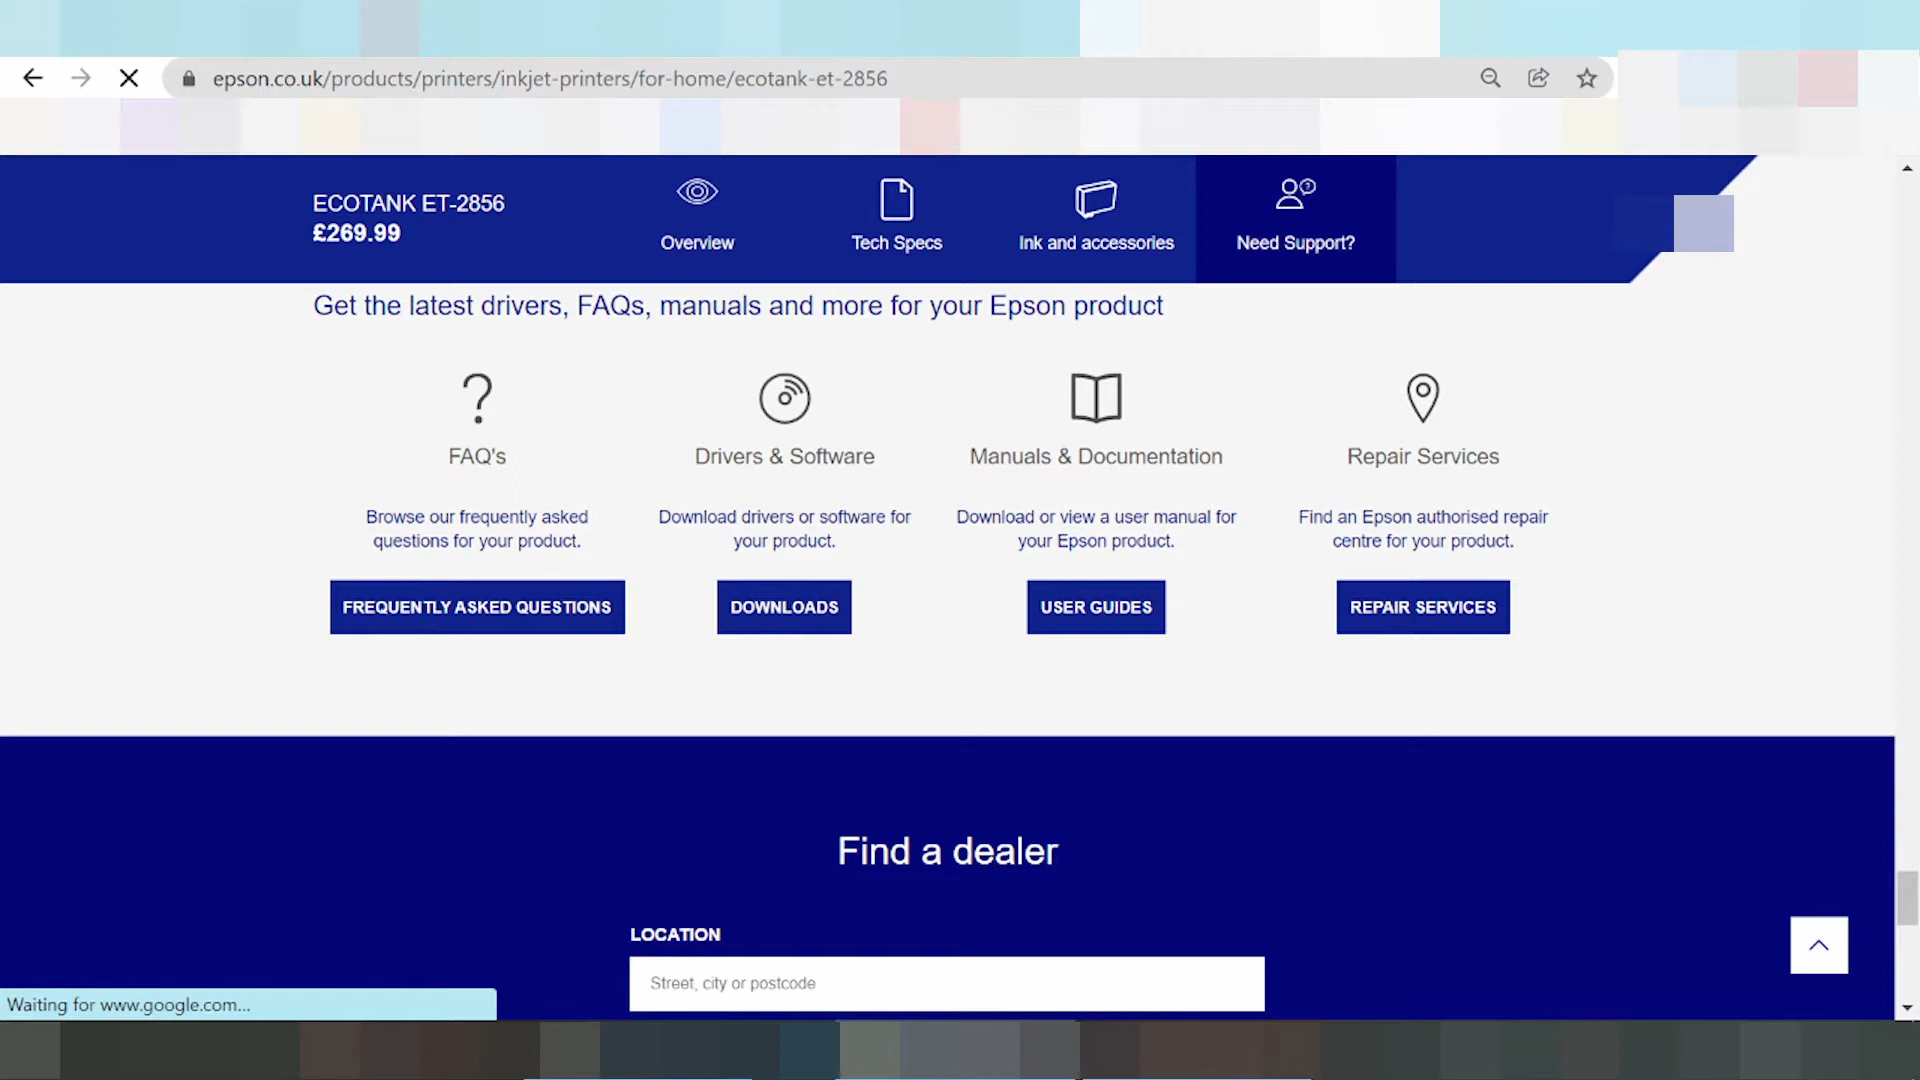 epson.co.uk/products/printers/inkjet-printers/for-home/ecotank-et-2856
ECOTANK ET-2856
£269.99
Overview
Tech Specs
Ink and accessories
Need Support?
Get the latest drivers, FAQs, manuals and more for your Epson product
FAQ's
Drivers & Software
Manuals & Documentation
Repair Services
Browse our frequently asked
questions for your product.
Download drivers or software for
your product.
Download or view a user manual for
your Epson product.
Find an Epson authorised repair
centre for your product.
FREQUENTLY ASKED QUESTIONS
DOWNLOADS
USER GUIDES
REPAIR SERVICES
Find a dealer
LOCATION
Street, city or postcode
Waiting for www.google.com...